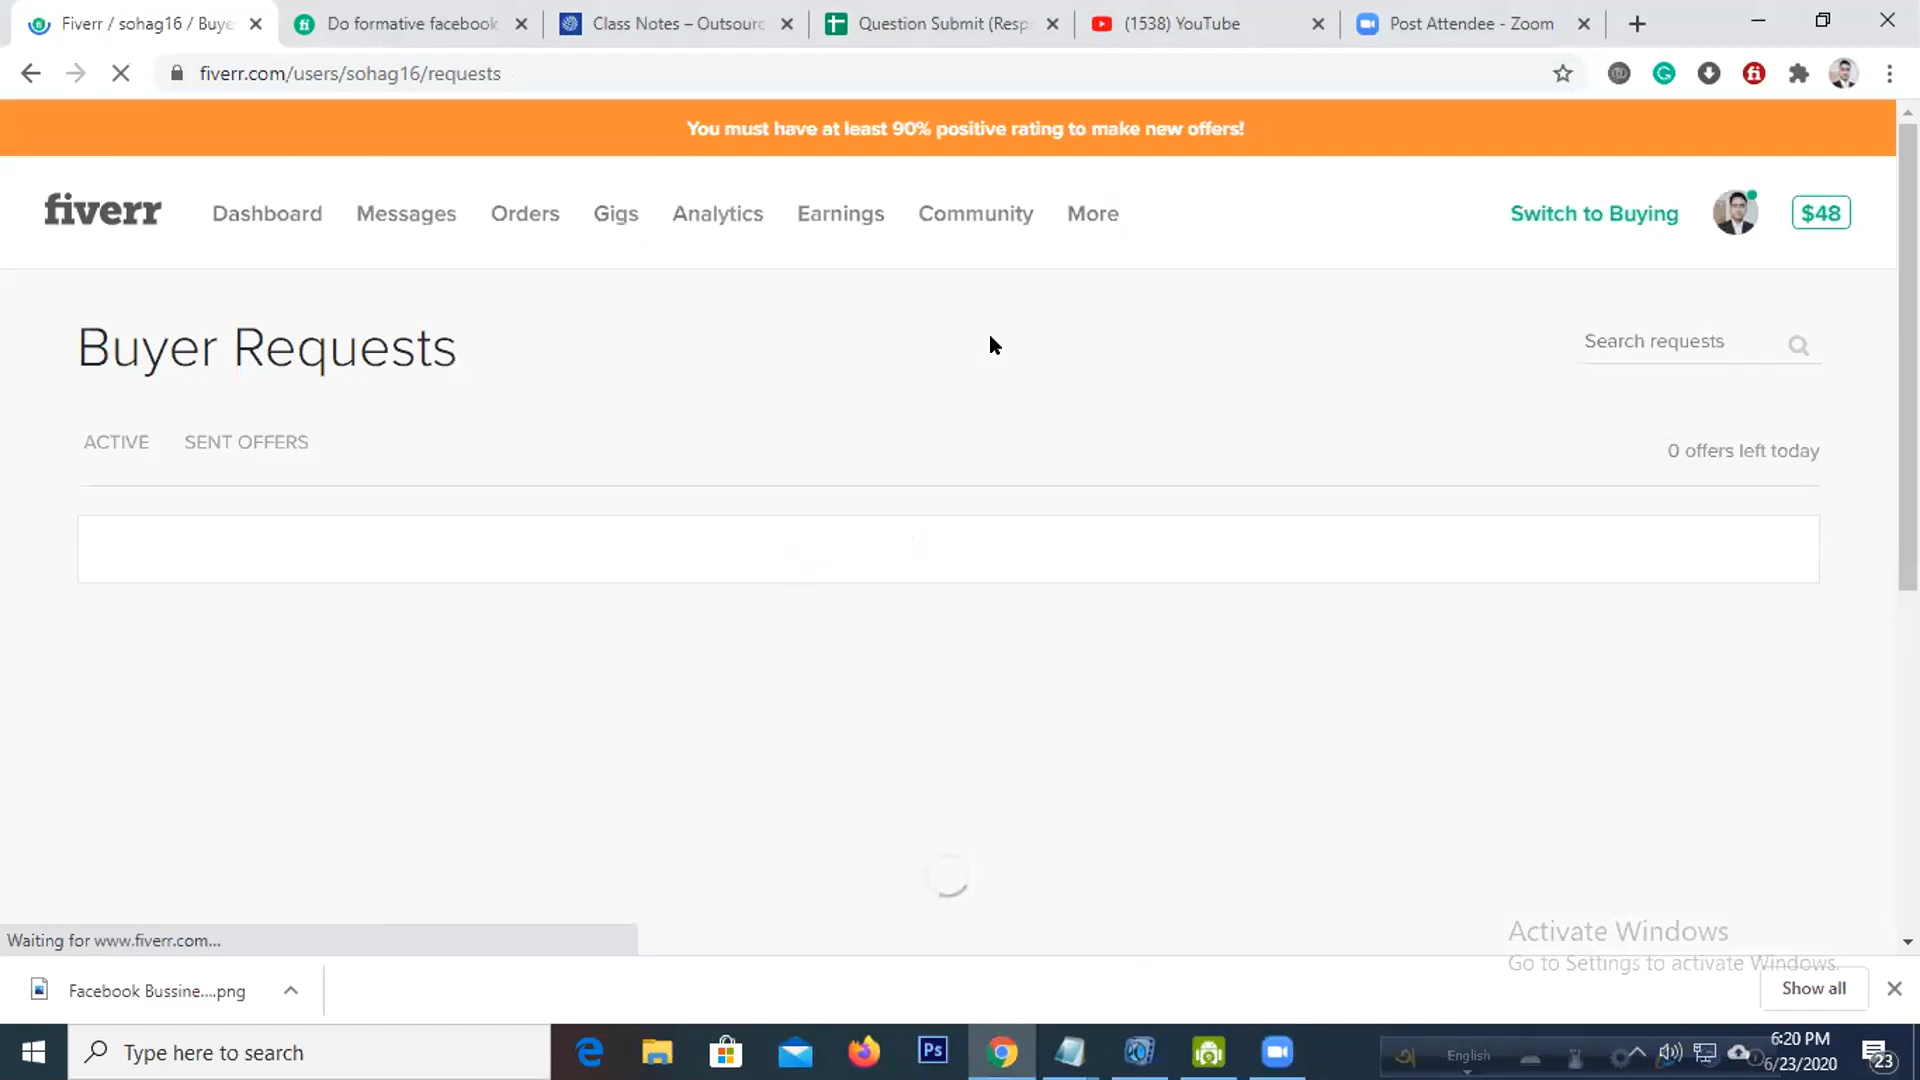 Fiverr / sohag16 / Buye
Do formative facebook
Class Notes – Outsourc
Question Submit (Resp
(1538) YouTube
Post Attendee - Zoom
fiverr.com/users/sohag16/requests
You must have at least 90% positive rating to make new offers!
fiverr
Dashboard
Messages
Orders
Gigs
Analytics
Earnings
Community
More
Switch to Buying
$48
Buyer Requests
Search requests
ACTIVE
SENT OFFERS
0 offers left today
Waiting for www.fiverr.com...
Activate Windows
Go to Settings to activate Windows.
Facebook Bussine....png
Show all
Type here to search
Ps
English
6:20 PM
6/23/2020
23